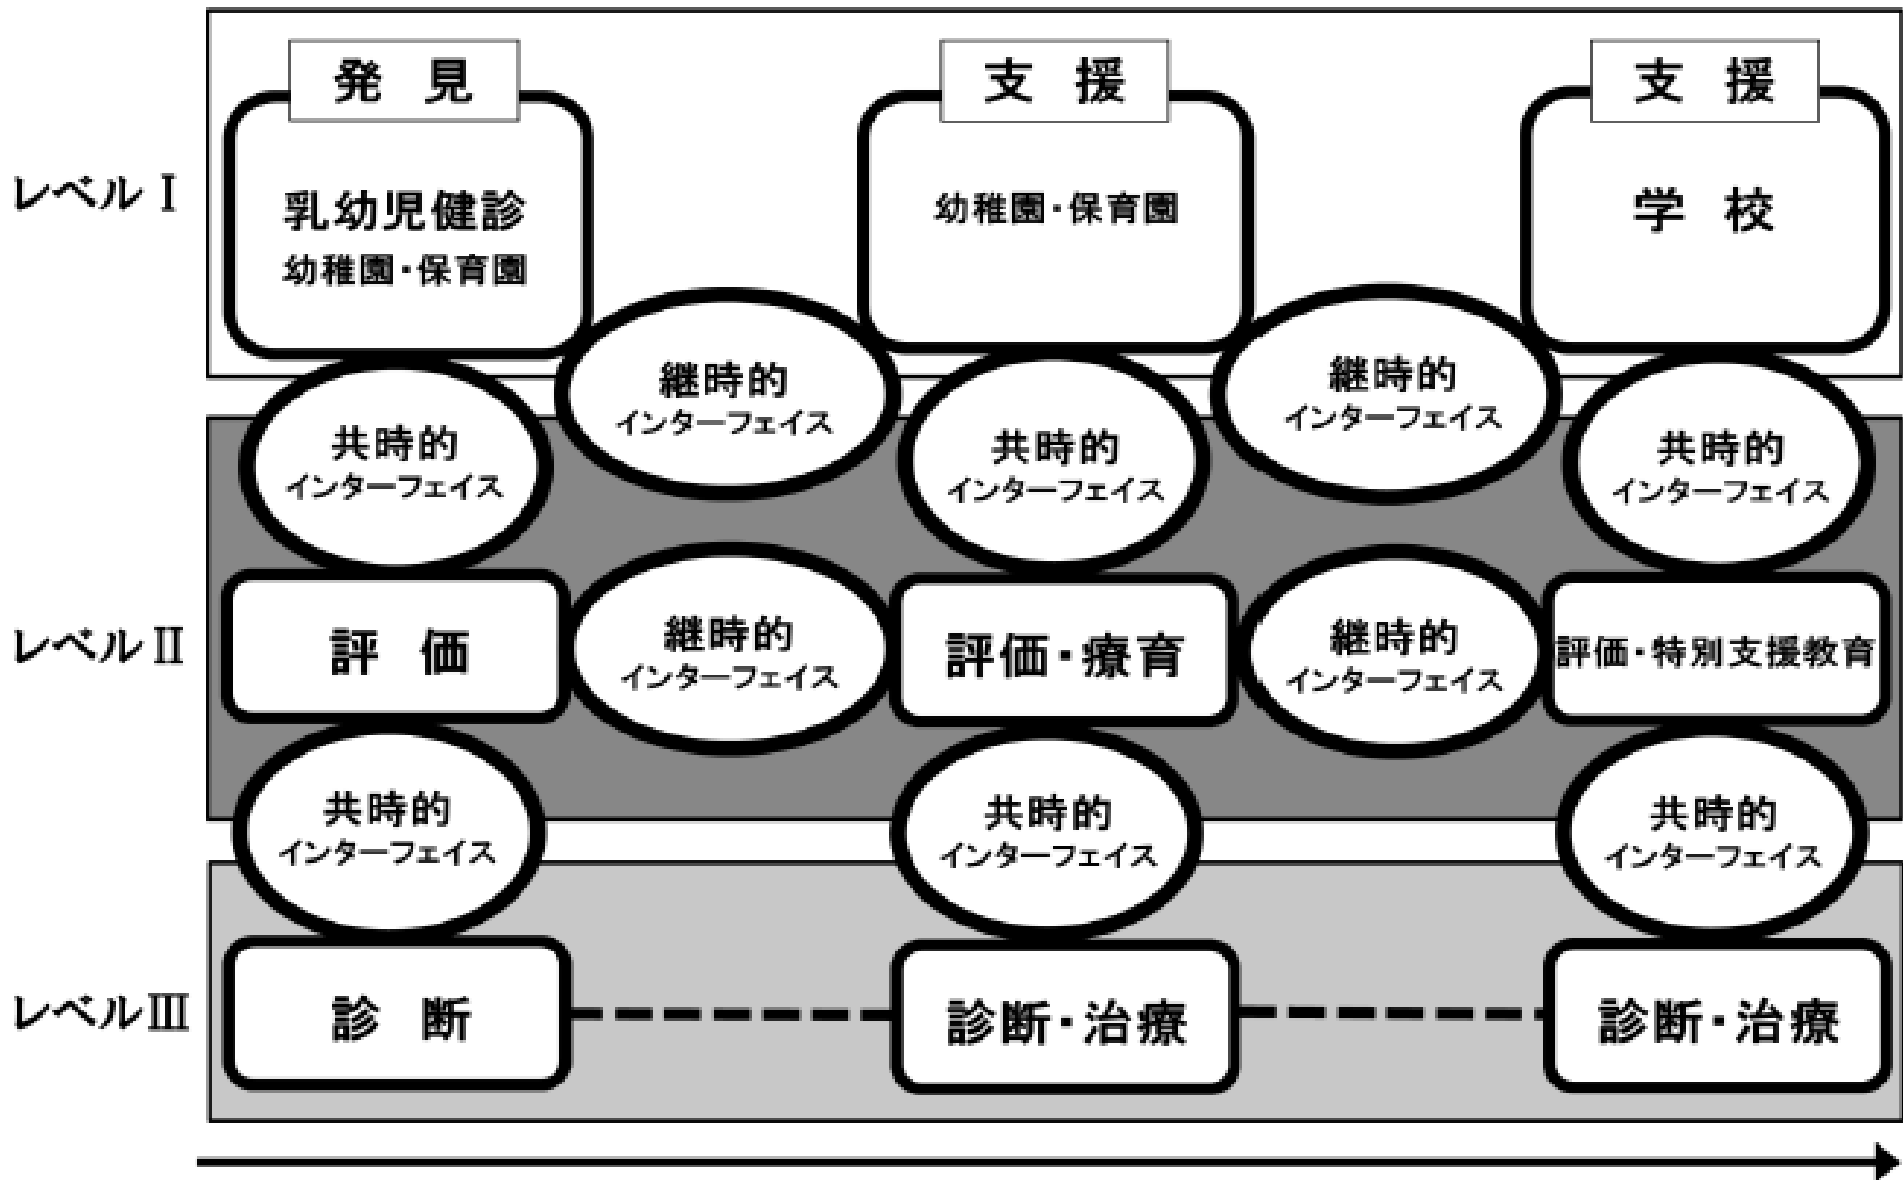 発 見
支 援
支 援
レベル Ⅰ
乳幼児健診
幼稚園・保育園
幼稚園・保育園
学 校
継時的
インターフェイス
継時的
インターフェイス
共時的
インターフェイス
共時的
インターフェイス
共時的
インターフェイス
レベル Ⅱ
評 価
継時的
インターフェイス
評価・療育
継時的
インターフェイス
評価・特別支援教育
共時的
インターフェイス
共時的
インターフェイス
共時的
インターフェイス
レベル Ⅲ
診 断
診断・治療
診断・治療